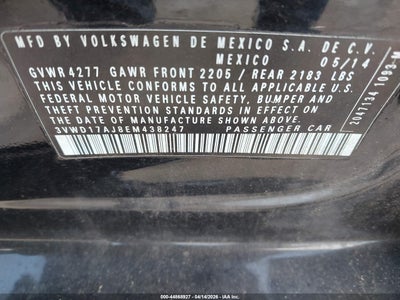 MFD BY VOLKSWAGEN DE MEXICO S.A. DE C.V.
MEXICO 05/14
GVWR 4277 GAWR FRONT 2205 / REAR 2183 LBS
THIS VEHICLE CONFORMS TO ALL APPLICABLE
FEDERAL MOTOR VEHICLE SAFETY, BUMPER AND
THEFT PREVENTION STANDARDS IN EFFECT ON THE
DATE OF MANUFACTURE SHOWN ABOVE.
3VWD17AJ8EM438247 PASSENGER CAR
2041734 1093-M
000-44868927 - 04/14/2026 - IAA Inc.